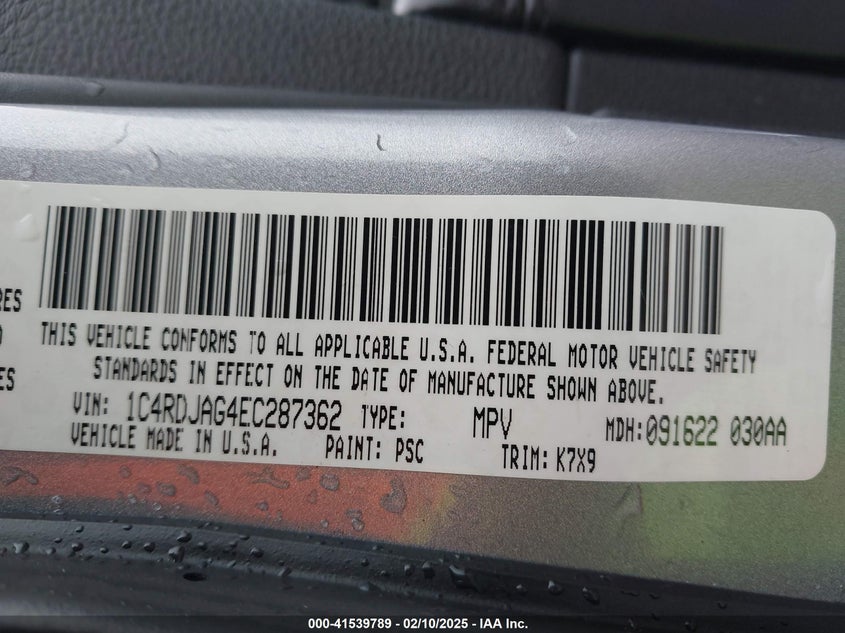 RES
ES
THIS VEHICLE CONFORMS TO ALL APPLICABLE U.S.A. FEDERAL MOTOR VEHICLE SAFETY
STANDARDS IN EFFECT ON THE DATE OF MANUFACTURE SHOWN ABOVE.
VIN: 1C4RDJAG4EC287362 TYPE: MPV MDH:091622 030AA
VEHICLE MADE IN U.S.A. PAINT: PSC TRIM: K7X9
000-41539789 - 02/10/2025 - IAA Inc.